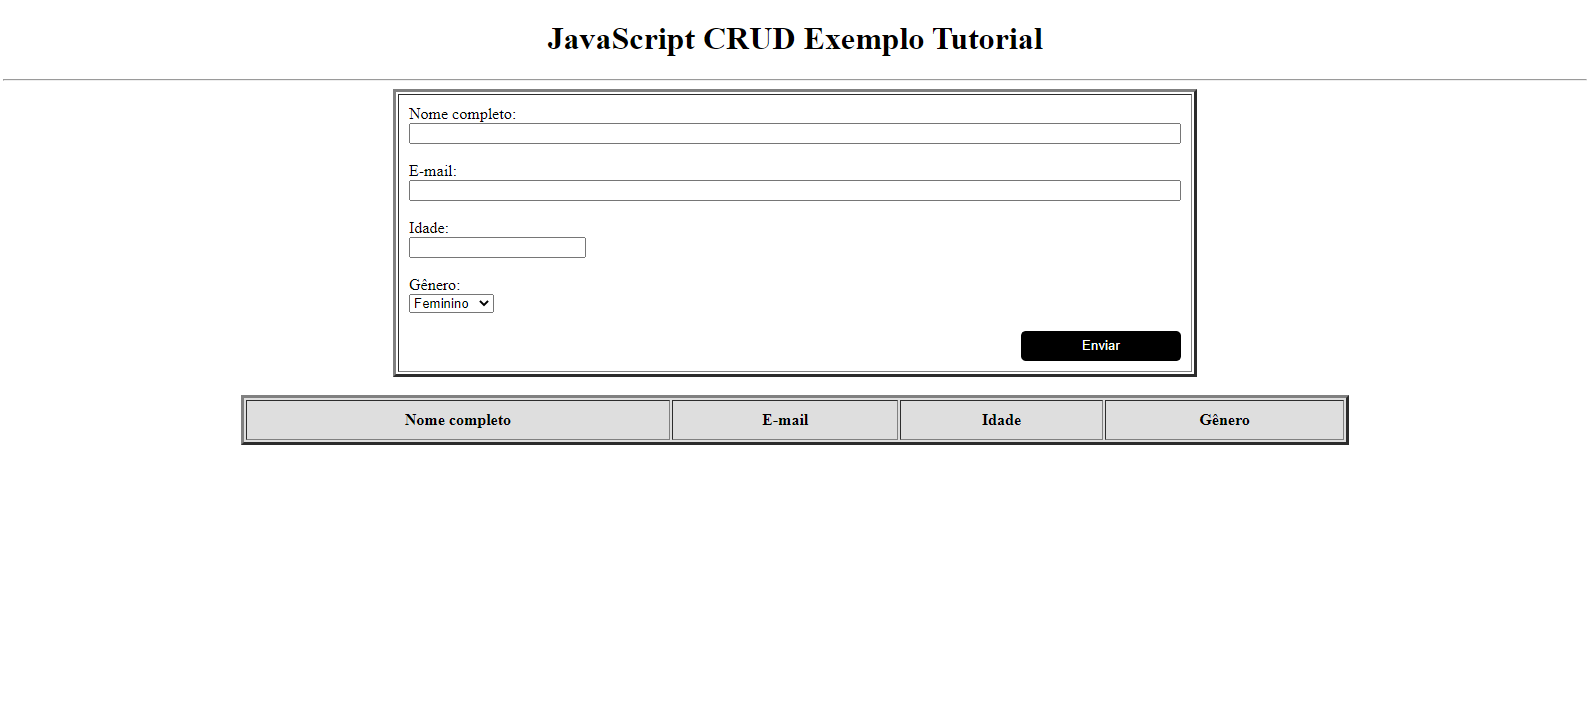 JavaScript CRUD Exemplo Tutorial
Nome completo:
E-mail:
Idade:
Gênero:
Feminino
Enviar
Nome completo E-mail Idade Gênero